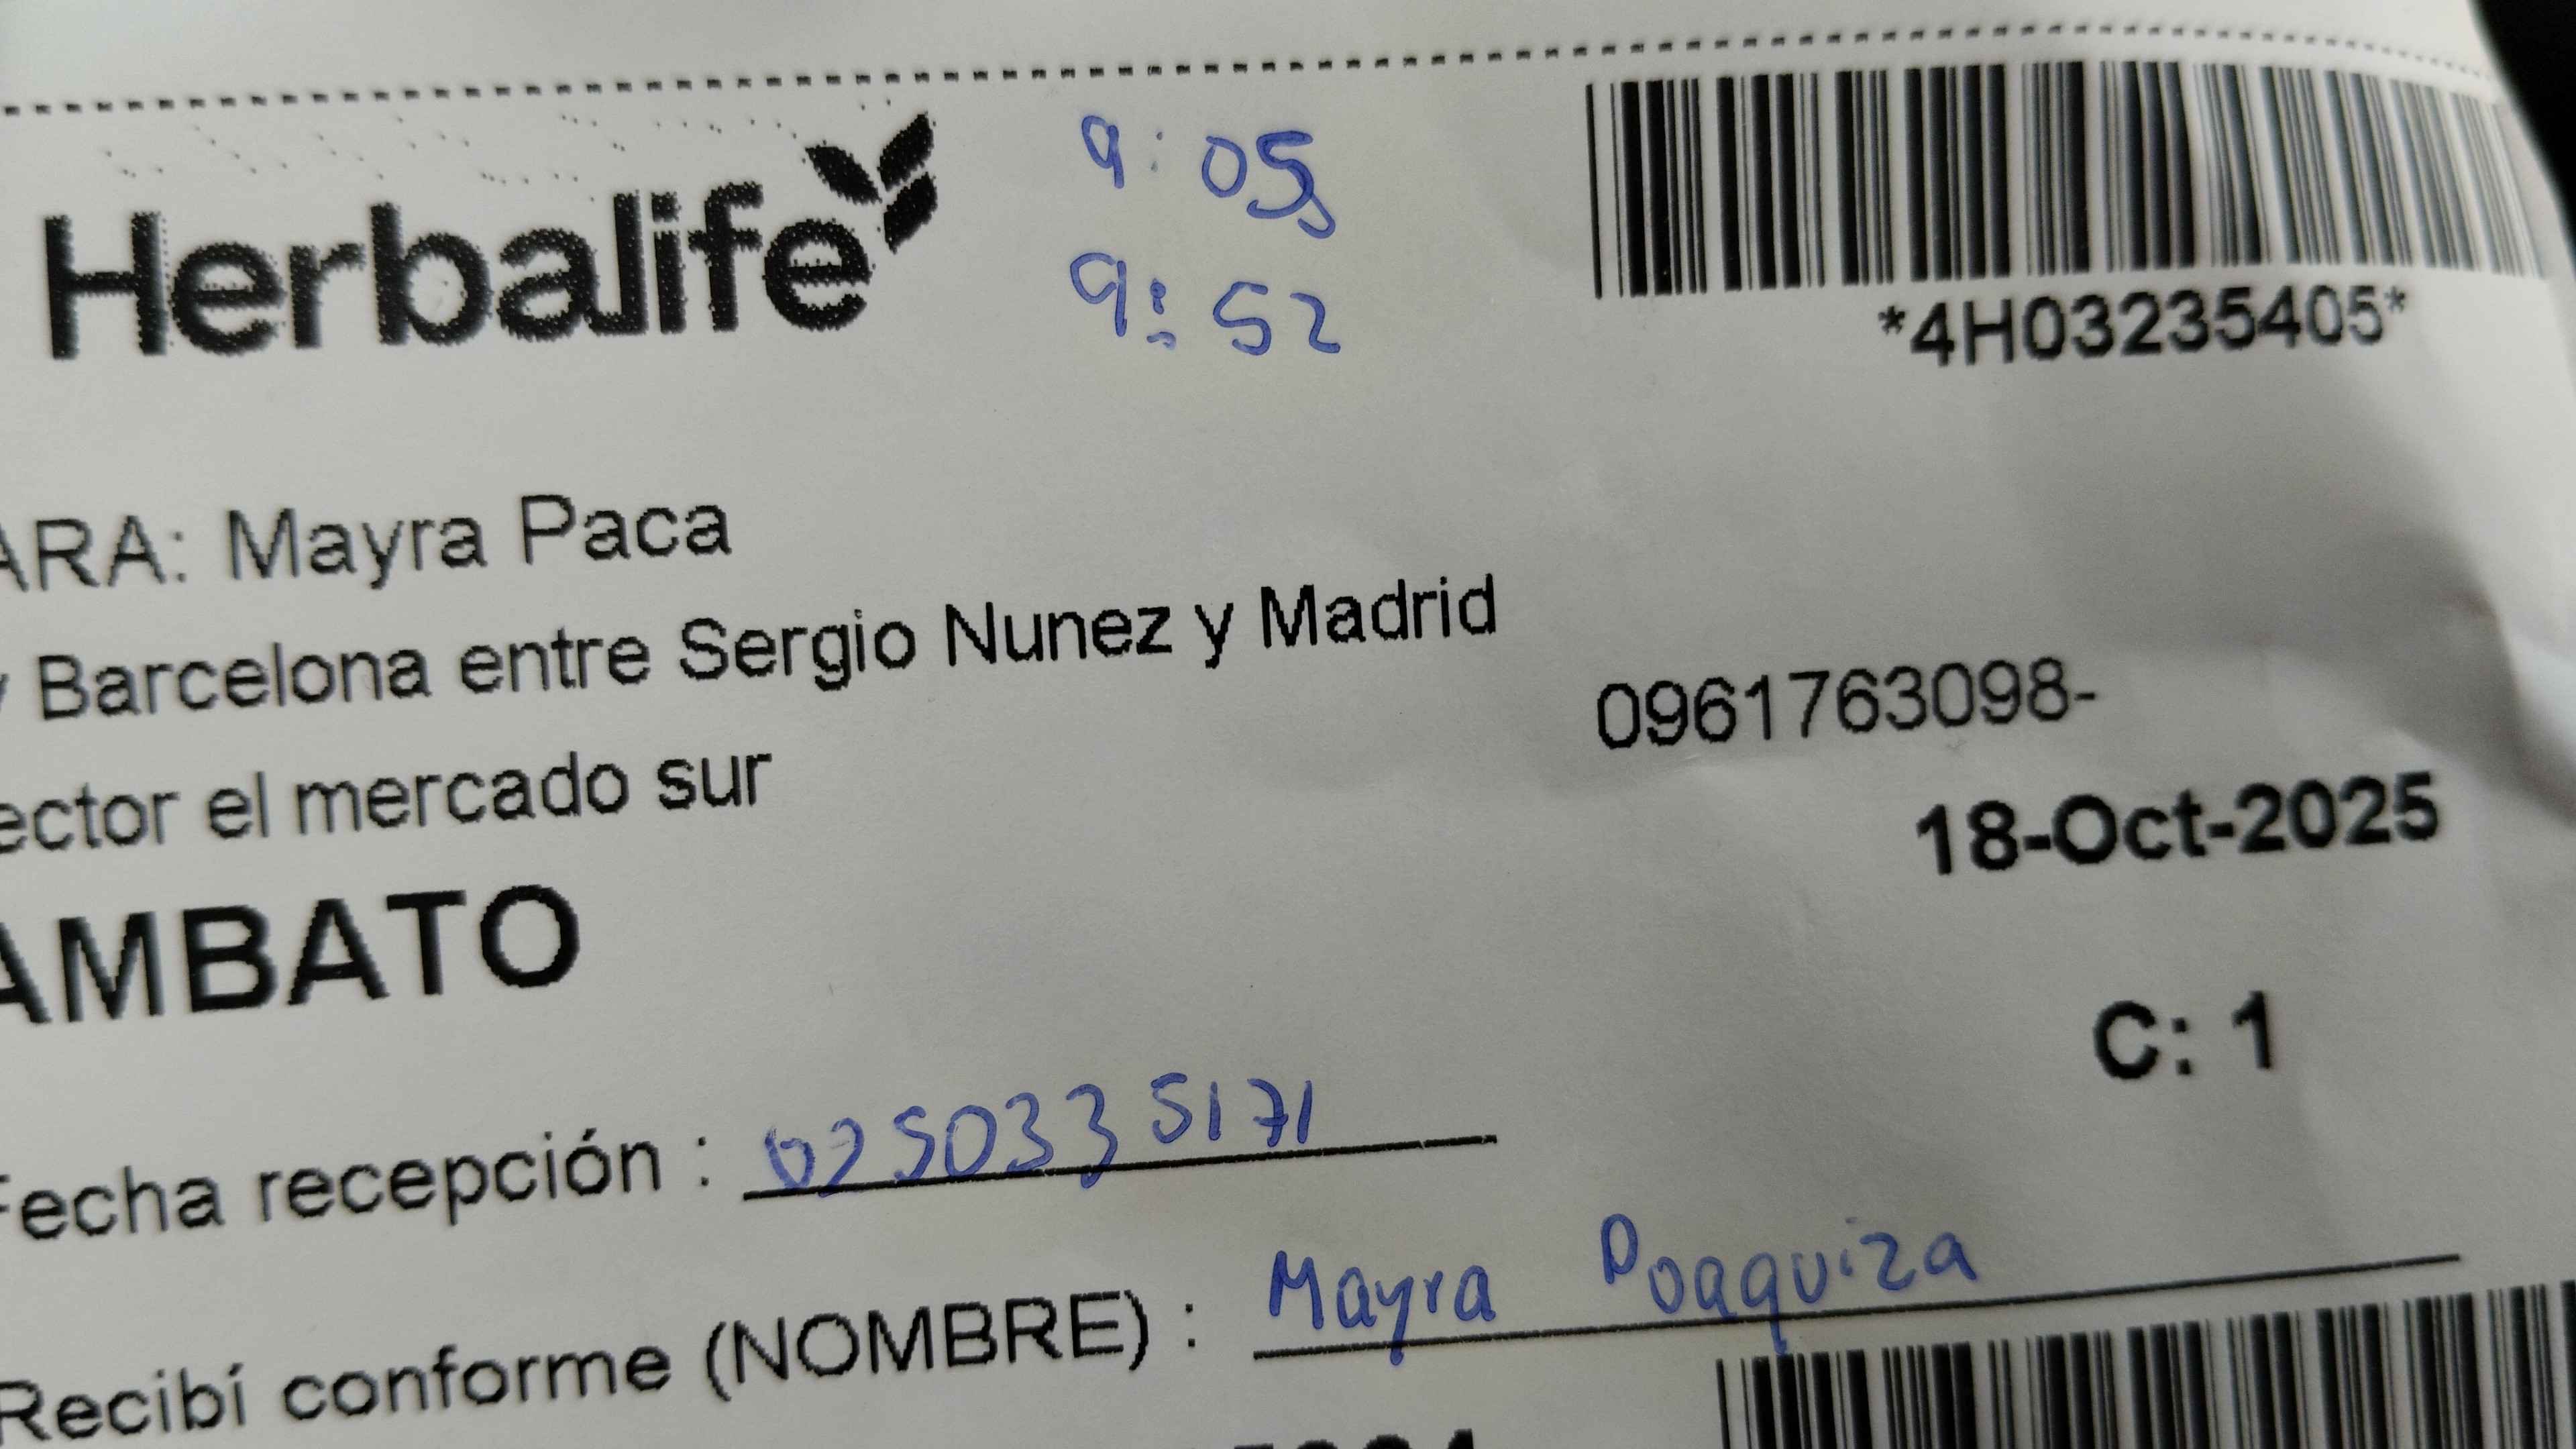 Herbalife
9:05
9:52
*4H03235405*
ARA: Mayra Paca
y Barcelona entre Sergio Nunez y Madrid
0961763098-
ector el mercado sur
18-Oct-2025
AMBATO
C: 1
Fecha recepción : 0250335171
Recibí conforme (NOMBRE) : Mayra Poaquiza